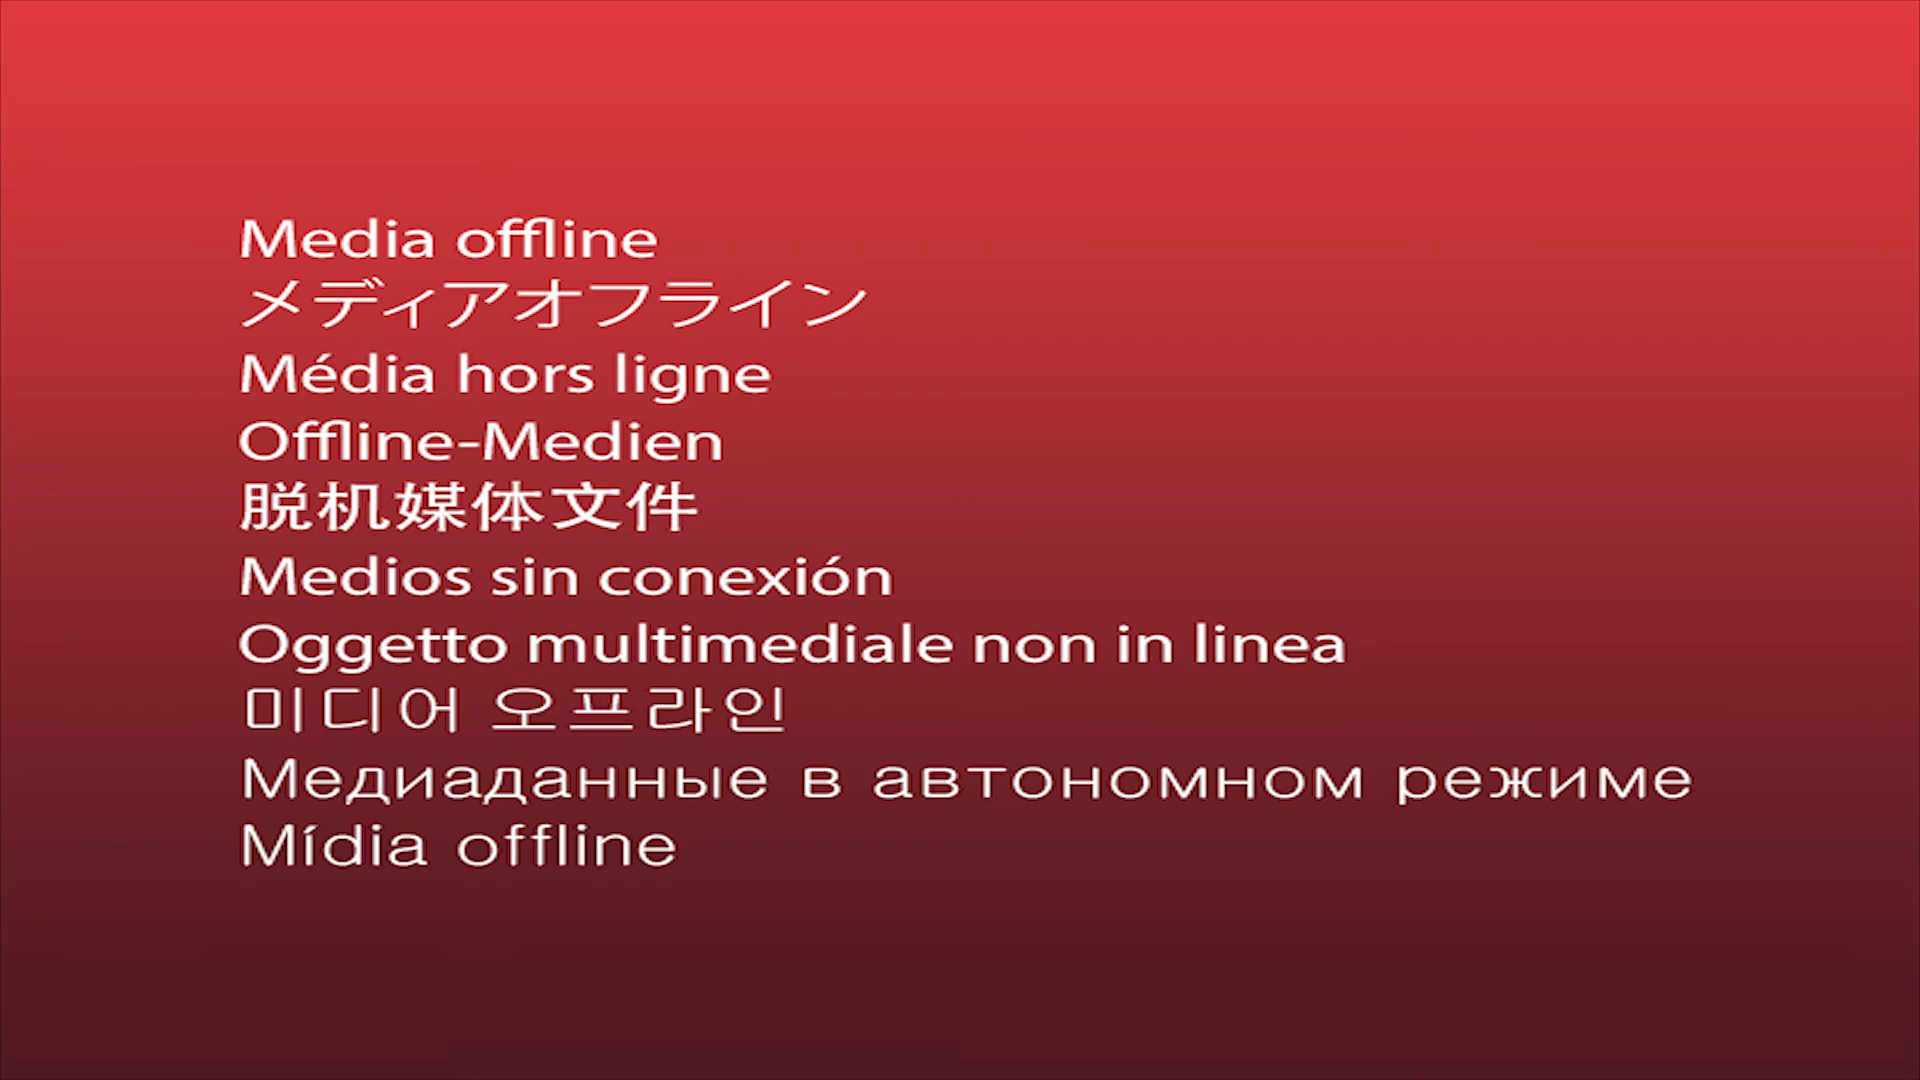 Media offline
メディアオフライン
Média hors ligne
Offline-Medien
脱机媒体文件
Medios sin conexión
Oggetto multimediale non in linea
미디어 오프라인
Медиаданные в автономном режиме
Mídia offline